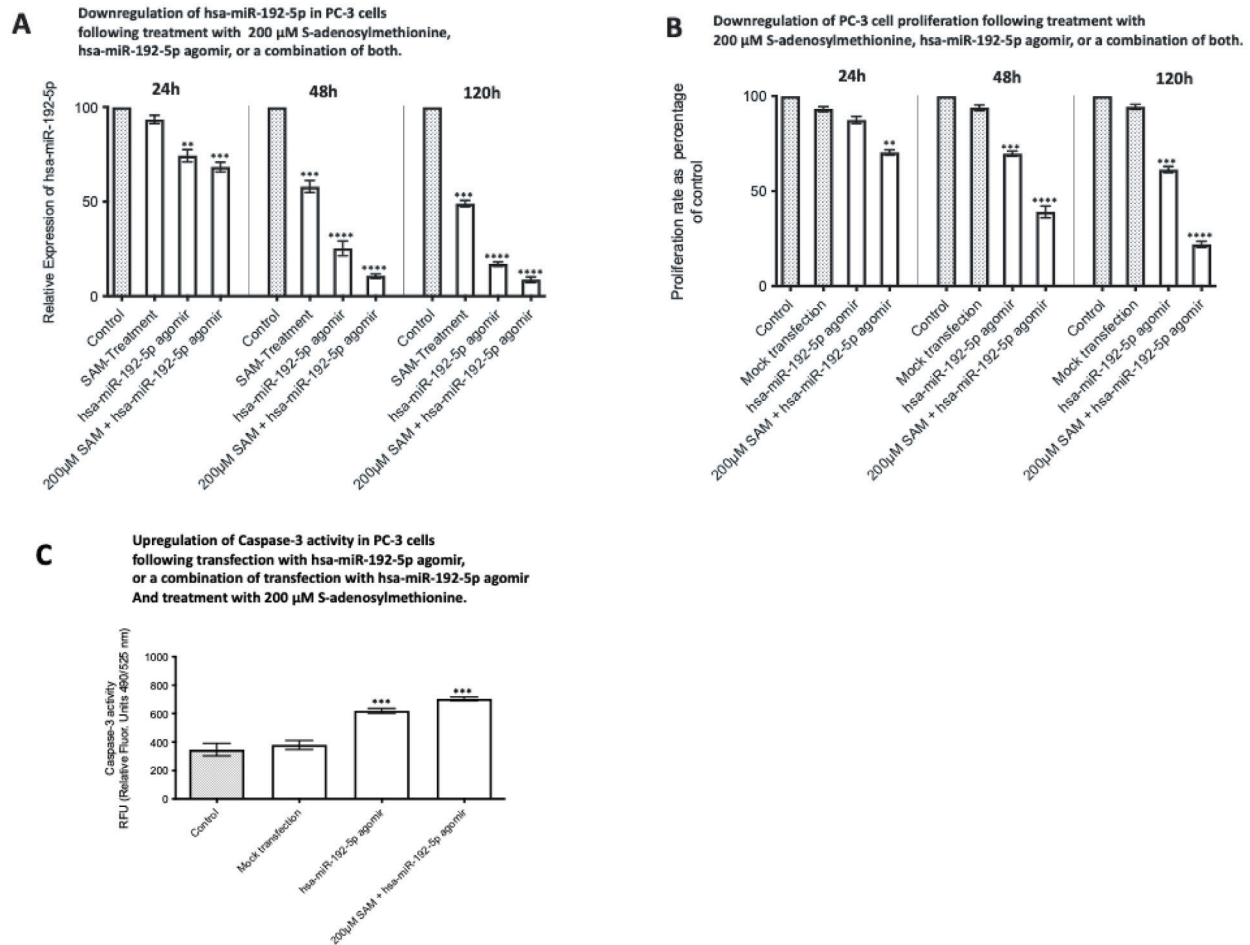 A
Downregulation of hsa-miR-192-5p in PC-3 cells
following treatment with 200 µM S-adenosylmethionine,
hsa-miR-192-5p agomir, or a combination of both.
Relative Expression of hsa-miR-192-5p
24h
48h
120h
100
50
0
**
***
***
****
****
***
****
****
Control
SAM-Treatment
hsa-miR-192-5p agomir
200µM SAM + hsa-miR-192-5p agomir
Control
SAM-Treatment
hsa-miR-192-5p agomir
200µM SAM + hsa-miR-192-5p agomir
Control
SAM-Treatment
hsa-miR-192-5p agomir
200µM SAM + hsa-miR-192-5p agomir
B
Downregulation of PC-3 cell proliferation following treatment with
200 µM S-adenosylmethionine, hsa-miR-192-5p agomir, or a combination of both.
Proliferation rate as percentage
of control
24h
48h
120h
100
50
0
**
***
****
***
****
Control
Mock transfection
hsa-miR-192-5p agomir
200µM SAM + hsa-miR-192-5p agomir
Control
Mock transfection
hsa-miR-192-5p agomir
200µM SAM + hsa-miR-192-5p agomir
Control
Mock transfection
hsa-miR-192-5p agomir
200µM SAM + hsa-miR-192-5p agomir
C
Upregulation of Caspase-3 activity in PC-3 cells
following transfection with hsa-miR-192-5p agomir,
or a combination of transfection with hsa-miR-192-5p agomir
And treatment with 200 µM S-adenosylmethionine.
Caspase-3 activity
RFU (Relative Fluor. Units 490/525 nm)
1000
800
600
400
200
0
***
***
Control
Mock transfection
hsa-miR-192-5p agomir
200µM SAM + hsa-miR-192-5p agomir